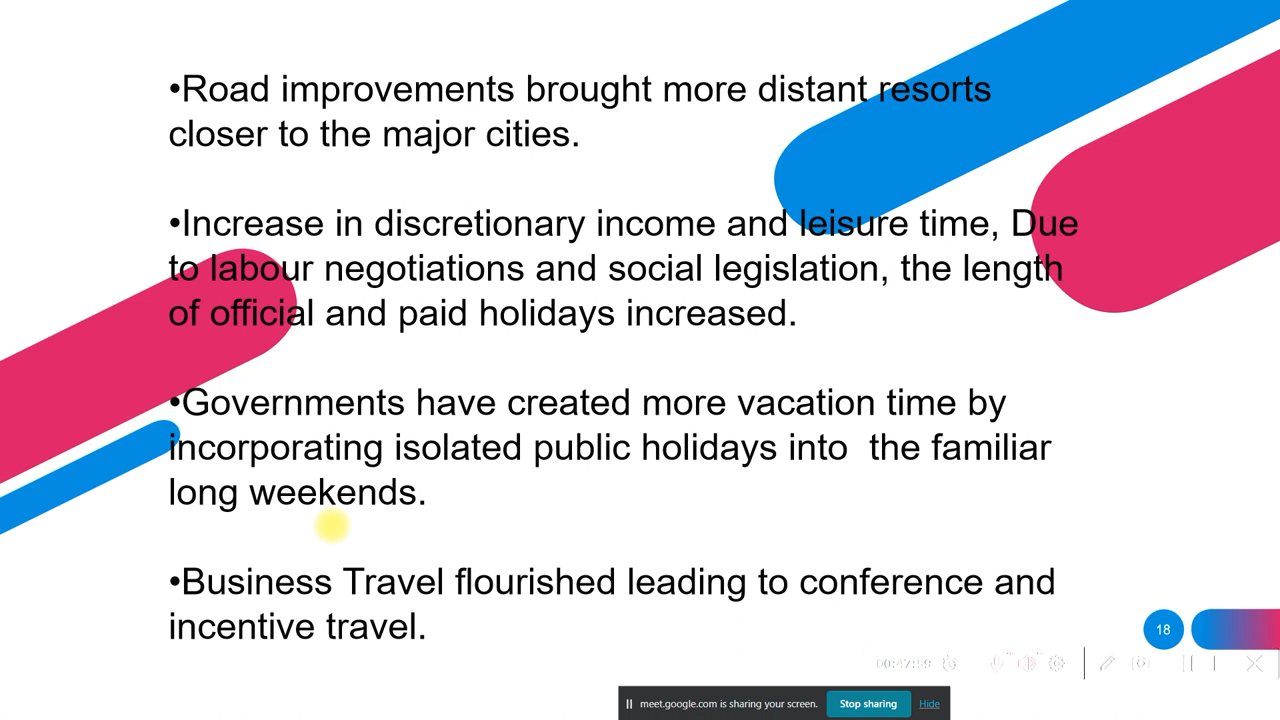 •Road improvements brought more distant resorts
closer to the major cities.
•Increase in discretionary income and leisure time, Due
to labour negotiations and social legislation, the length
of official and paid holidays increased.
•Governments have created more vacation time by
incorporating isolated public holidays into  the familiar
long weekends.
•Business Travel flourished leading to conference and
incentive travel.
18
00:47:59
meet.google.com is sharing your screen.
Stop sharing
Hide